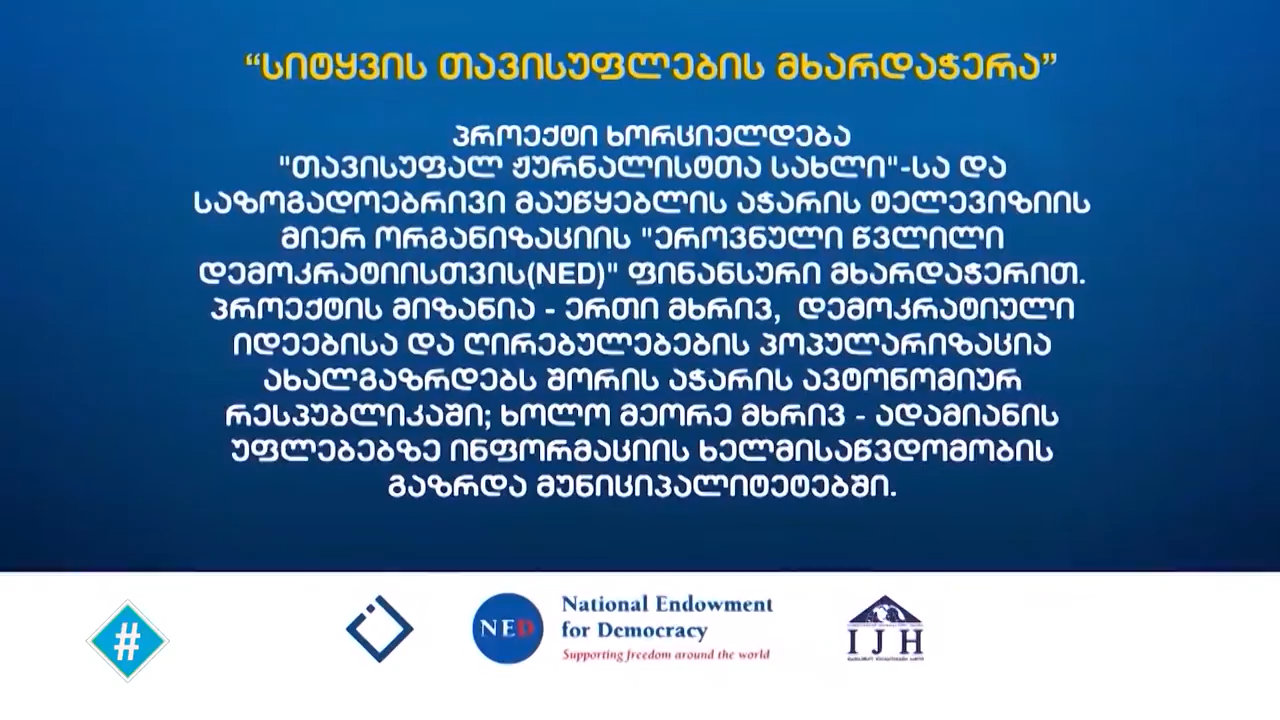 “სიტყვის თავისუფლების მხარდაჭერა”
პროექტი ხორციელდება
"თავისუფალ ჟურნალისტთა სახლი"-სა და
საზოგადოებრივი მაუწყებლის აჭარის ტელევიზიის
მიერ ორგანიზაციის "ეროვნული წვლილი
დემოკრატიისთვის(NED)" ფინანსური მხარდაჭერით.
პროექტის მიზანია - ერთი მხრივ, დემოკრატიული
იდეებისა და ღირებულებების პოპულარიზაცია
ახალგაზრდებს შორის აჭარის ავტონომიურ
რესპუბლიკაში; ხოლო მეორე მხრივ - ადამიანის
უფლებებზე ინფორმაციის ხელმისაწვდომობის
გაზრდა მუნიციპალიტეტებში.
#
NED
National Endowment
for Democracy
Supporting freedom around the world
IJH